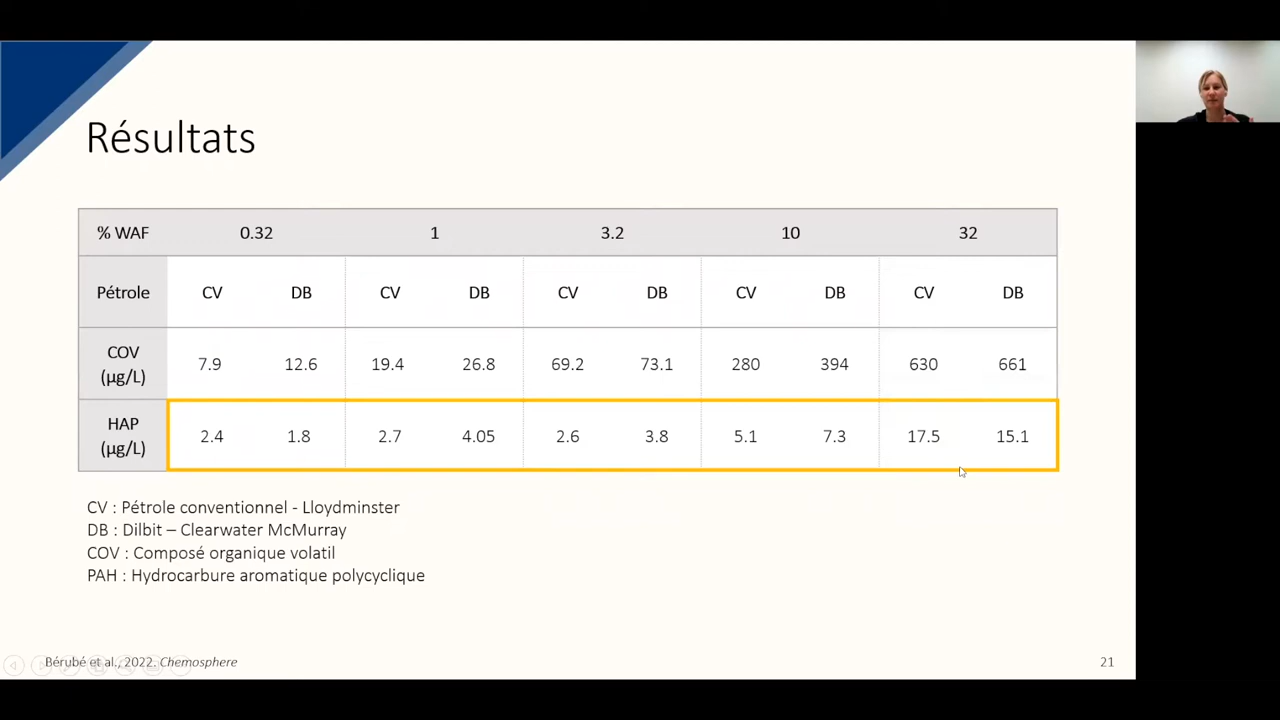 Résultats
% WAF 0.32 1 3.2 10 32
Pétrole CV DB CV DB CV DB CV DB CV DB
COV
(µg/L) 7.9 12.6 19.4 26.8 69.2 73.1 280 394 630 661
HAP
(µg/L) 2.4 1.8 2.7 4.05 2.6 3.8 5.1 7.3 17.5 15.1
CV : Pétrole conventionnel - Lloydminster
DB : Dilbit – Clearwater McMurray
COV : Composé organique volatil
PAH : Hydrocarbure aromatique polycyclique
Bérubé et al., 2022. Chemosphere
21